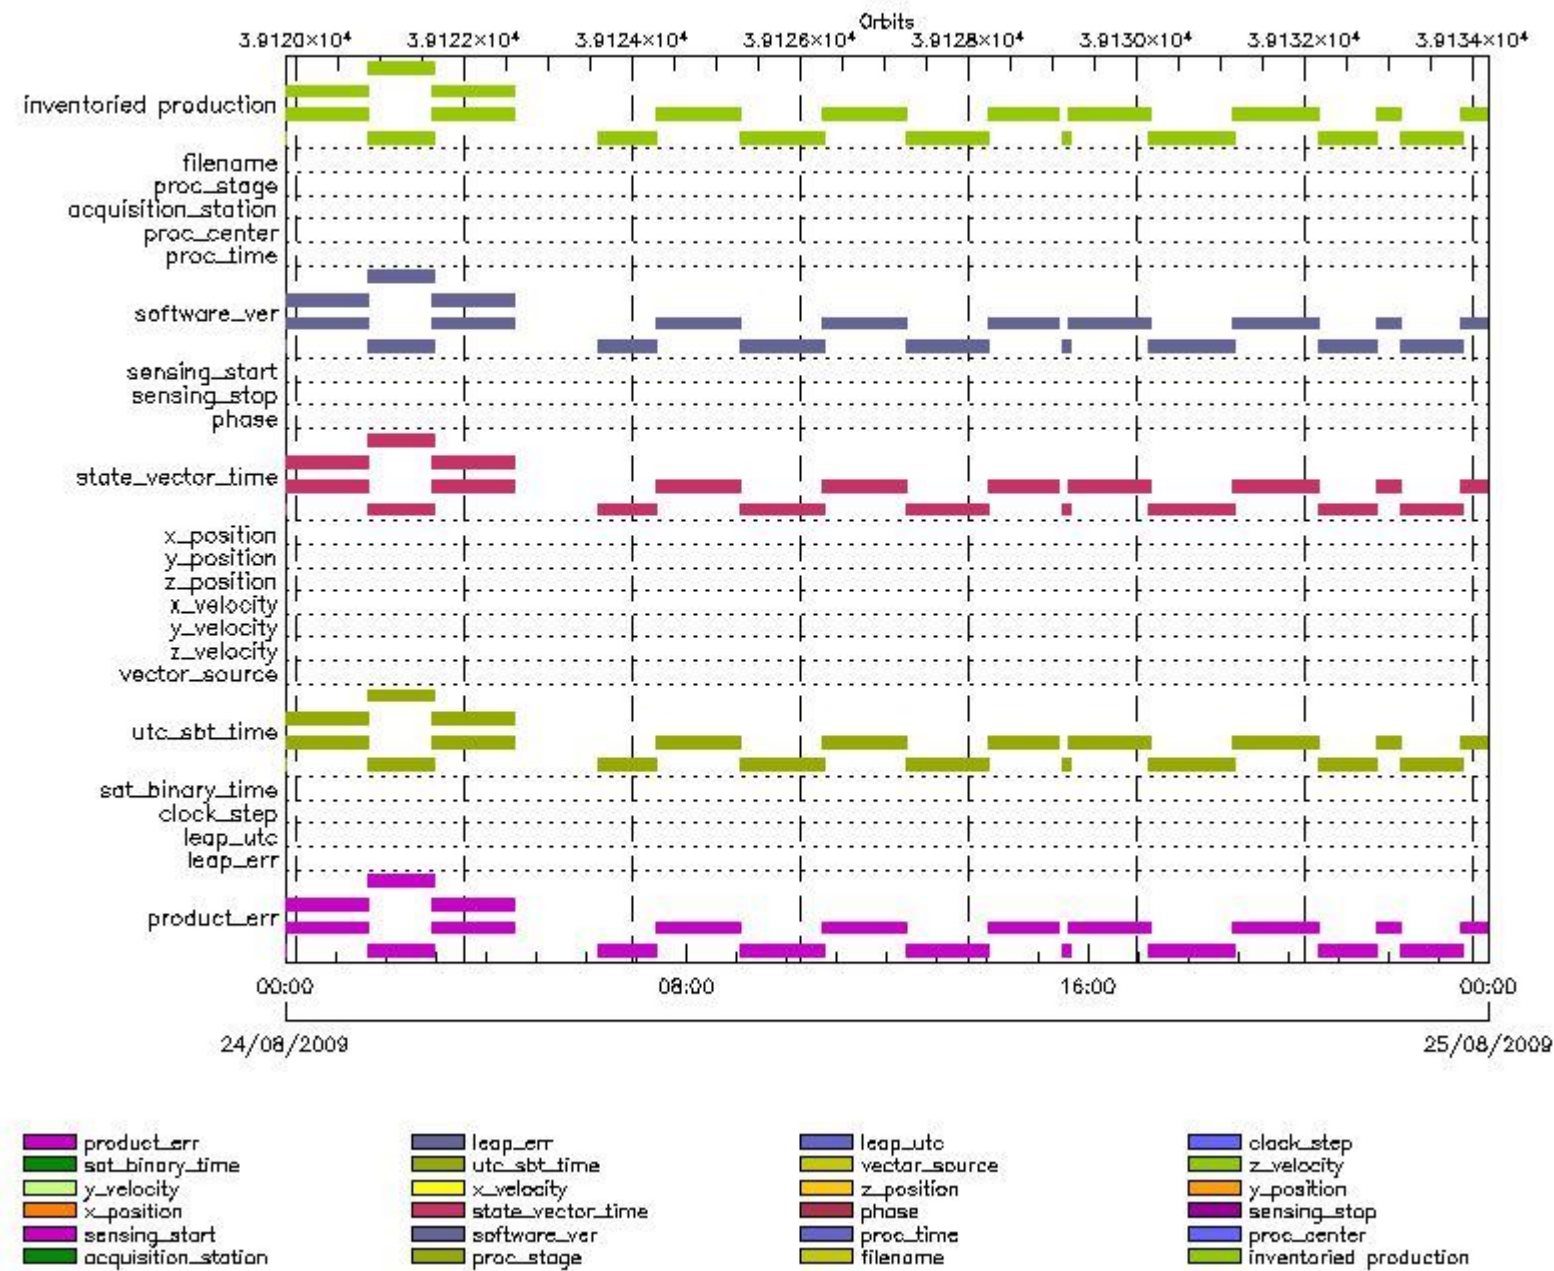 Orbits
3.9120×10⁴ 3.9122×10⁴ 3.9124×10⁴ 3.9126×10⁴ 3.9128×10⁴ 3.9130×10⁴ 3.9132×10⁴ 3.9134×10⁴
inventoried production
filename
proc_stage
acquisition_station
proc_center
proc_time
software_ver
sensing_start
sensing_stop
phase
state_vector_time
x_position
y_position
z_position
x_velocity
y_velocity
z_velocity
vector_source
utc_sbt_time
sat_binary_time
clock_step
leap_utc
leap_err
product_err
00:00 08:00 16:00 00:00
24/08/2009 25/08/2009
product_err leap_err leap_utc clock_step
sat_binary_time utc_sbt_time vector_source z_velocity
y_velocity x_velocity z_position y_position
x_position state_vector_time phase sensing_stop
sensing_start software_ver proc_time proc_center
acquisition_station proc_stage filename inventoried production